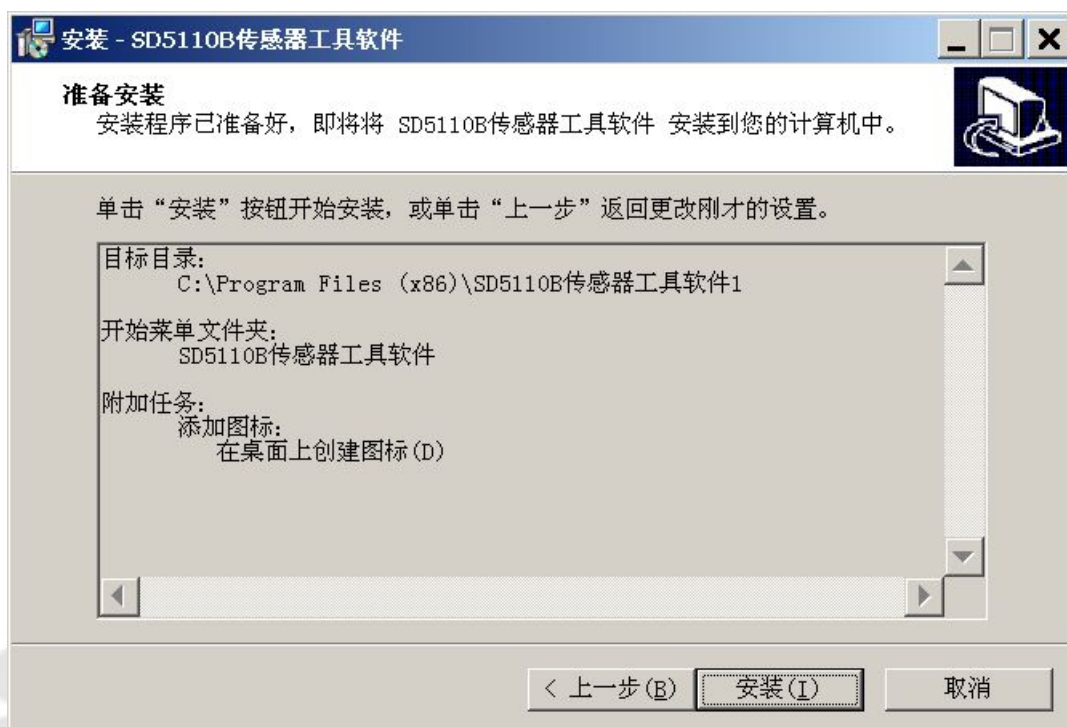 安装 - SD5110B传感器工具软件
准备安装
安装程序已准备好，即将将 SD5110B传感器工具软件 安装到您的计算机中。
单击“安装”按钮开始安装，或单击“上一步”返回更改刚才的设置。
目标目录：
C:\Program Files (x86)\SD5110B传感器工具软件1
开始菜单文件夹：
SD5110B传感器工具软件
附加任务：
添加图标：
在桌面上创建图标(D)
< 上一步(B) 安装(I) 取消